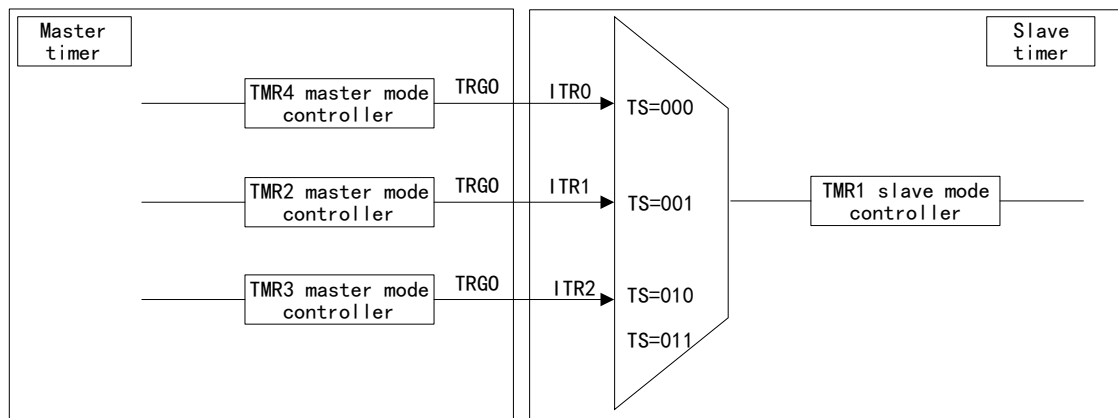 Master
timer
Slave
timer
TMR4 master mode
controller
TRGO
ITR0
TS=000
TMR2 master mode
controller
TRGO
ITR1
TS=001
TMR1 slave mode
controller
TMR3 master mode
controller
TRGO
ITR2
TS=010
TS=011